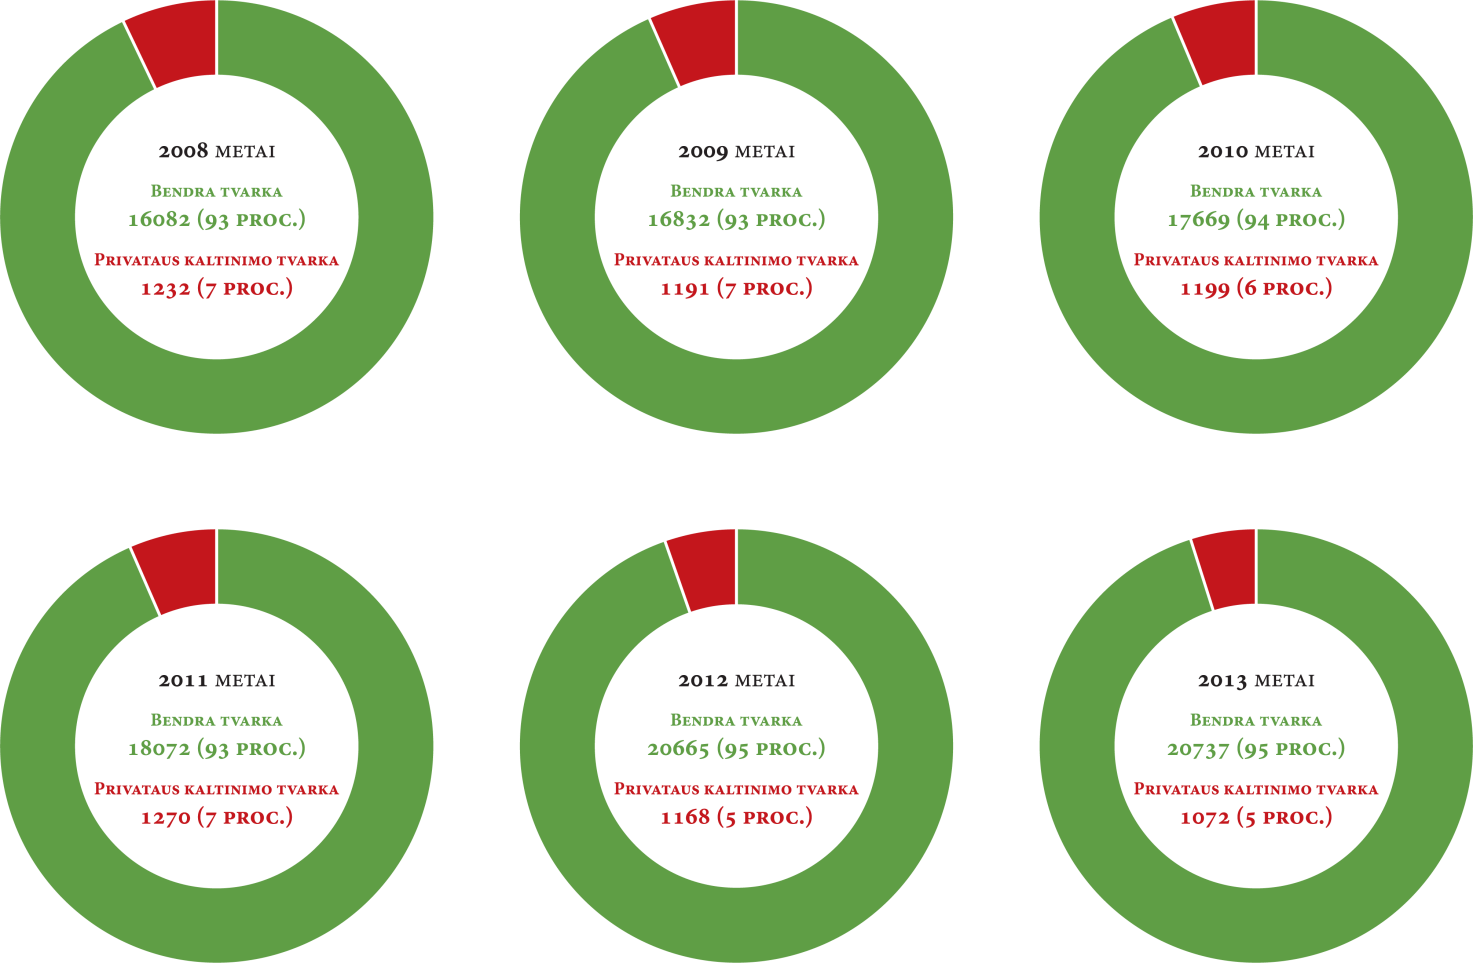 2008 METAI
BENDRA TVARKA
16082 (93 PROC.)
PRIVATAUS KALTINIMO TVARKA
1232 (7 PROC.)
2009 METAI
BENDRA TVARKA
16832 (93 PROC.)
PRIVATAUS KALTINIMO TVARKA
1191 (7 PROC.)
2010 METAI
BENDRA TVARKA
17669 (94 PROC.)
PRIVATAUS KALTINIMO TVARKA
1199 (6 PROC.)
2011 METAI
BENDRA TVARKA
18072 (93 PROC.)
PRIVATAUS KALTINIMO TVARKA
1270 (7 PROC.)
2012 METAI
BENDRA TVARKA
20665 (95 PROC.)
PRIVATAUS KALTINIMO TVARKA
1168 (5 PROC.)
2013 METAI
BENDRA TVARKA
20737 (95 PROC.)
PRIVATAUS KALTINIMO TVARKA
1072 (5 PROC.)